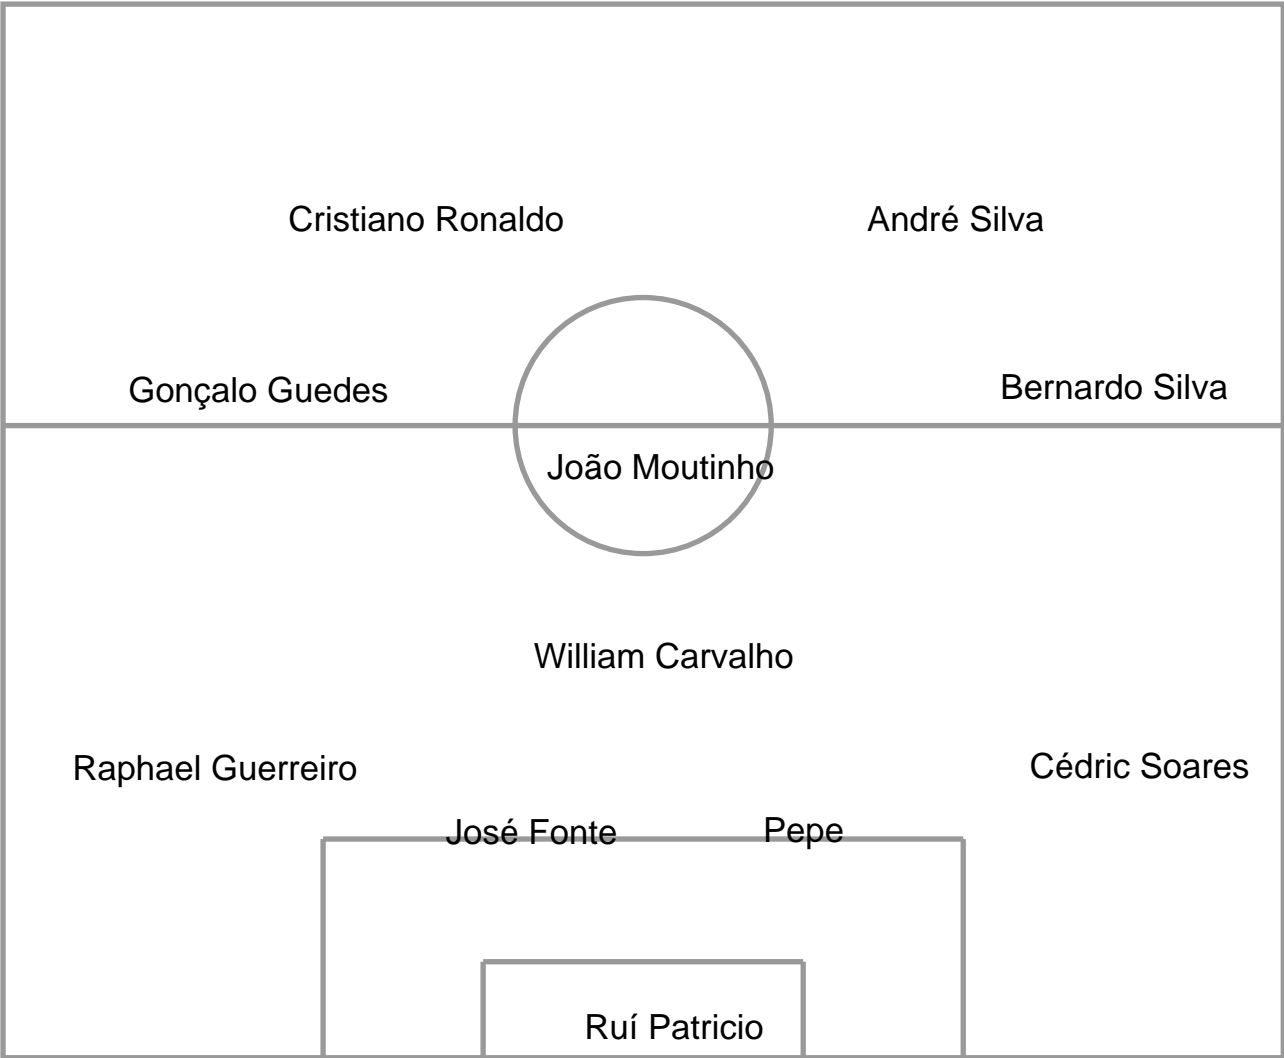 Cristiano Ronaldo
André Silva
Gonçalo Guedes
Bernardo Silva
João Moutinho
William Carvalho
Raphael Guerreiro
Cédric Soares
José Fonte
Pepe
Ruí Patricio